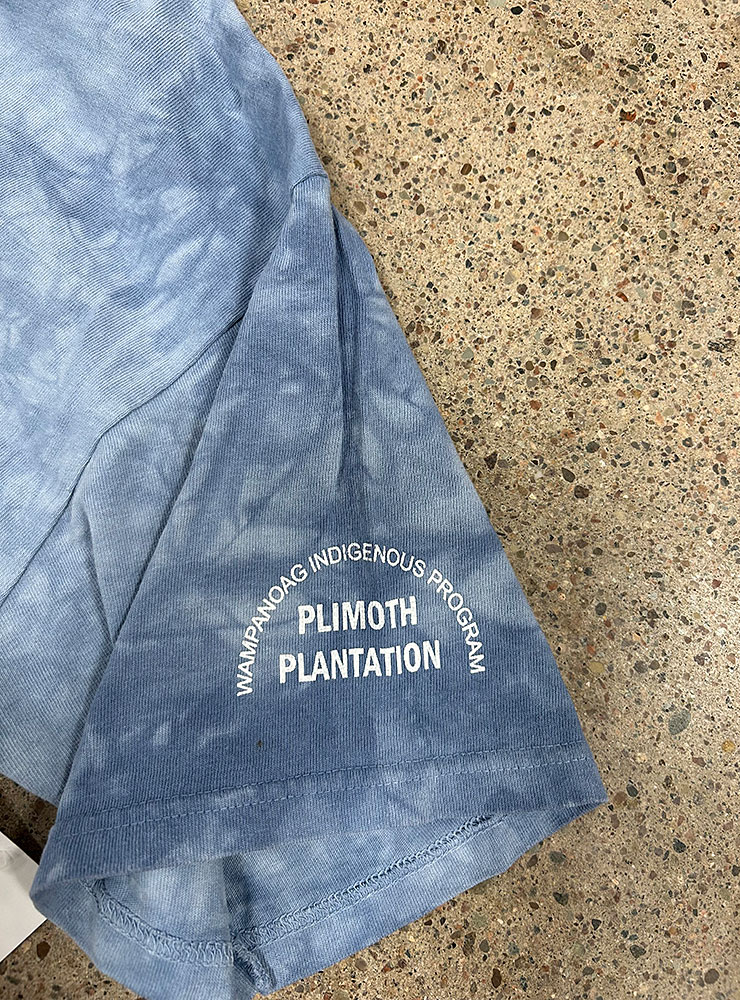 WAMPANOAG INDIGENOUS PROGRAM
PLIMOTH
PLANTATION